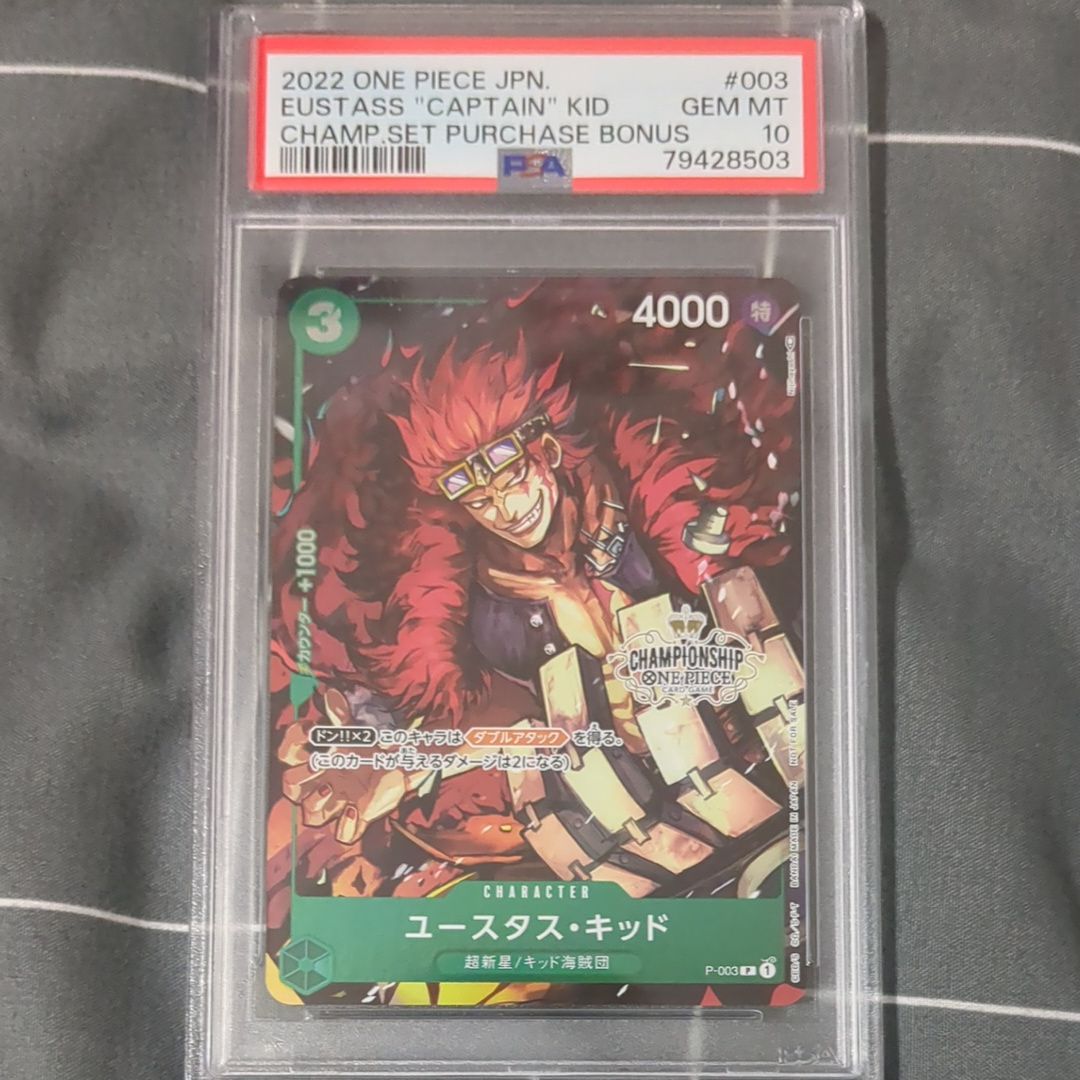 2022 ONE PIECE JPN. #003
EUSTASS "CAPTAIN" KID GEM MT
CHAMP.SET PURCHASE BONUS 10
PSA 79428503
3
4000 特
カウンター +1000
CHAMPIONSHIP
ONE PIECE
CARD GAME
ドン!!×2 このキャラは ダブルアタック を得る。
(このカードが与えるダメージは2になる)
NOT FOR SALE
BANDAI MADE IN JAPAN
CHARACTER
ユースタス・キッド
超新星/キッド海賊団
P-003 P 1